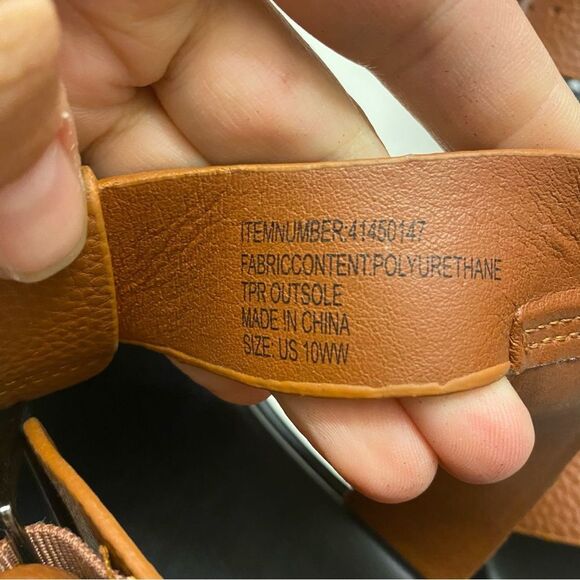 ITEMNUMBER:41450147
FABRICCONTENT:POLYURETHANE
TPR OUTSOLE
MADE IN CHINA
SIZE: US 10WW